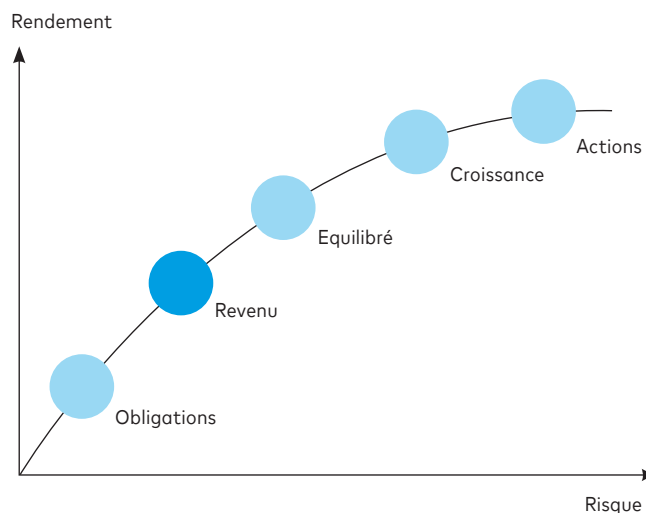 Rendement
Actions
Croissance
Equilibré
Revenu
Obligations
Risque